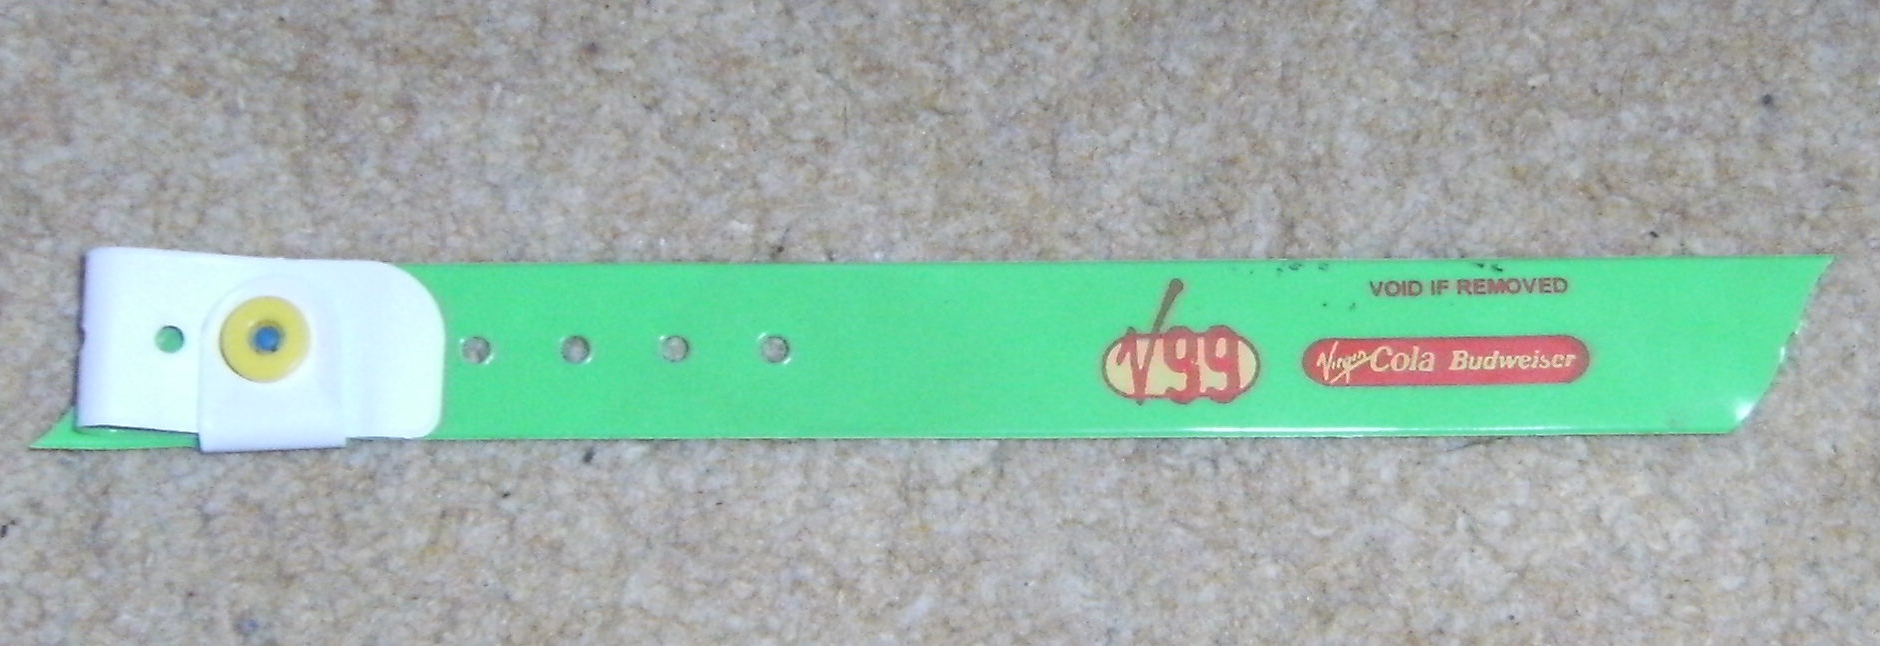 VOID IF REMOVED
V99
Virgin Cola Budweiser